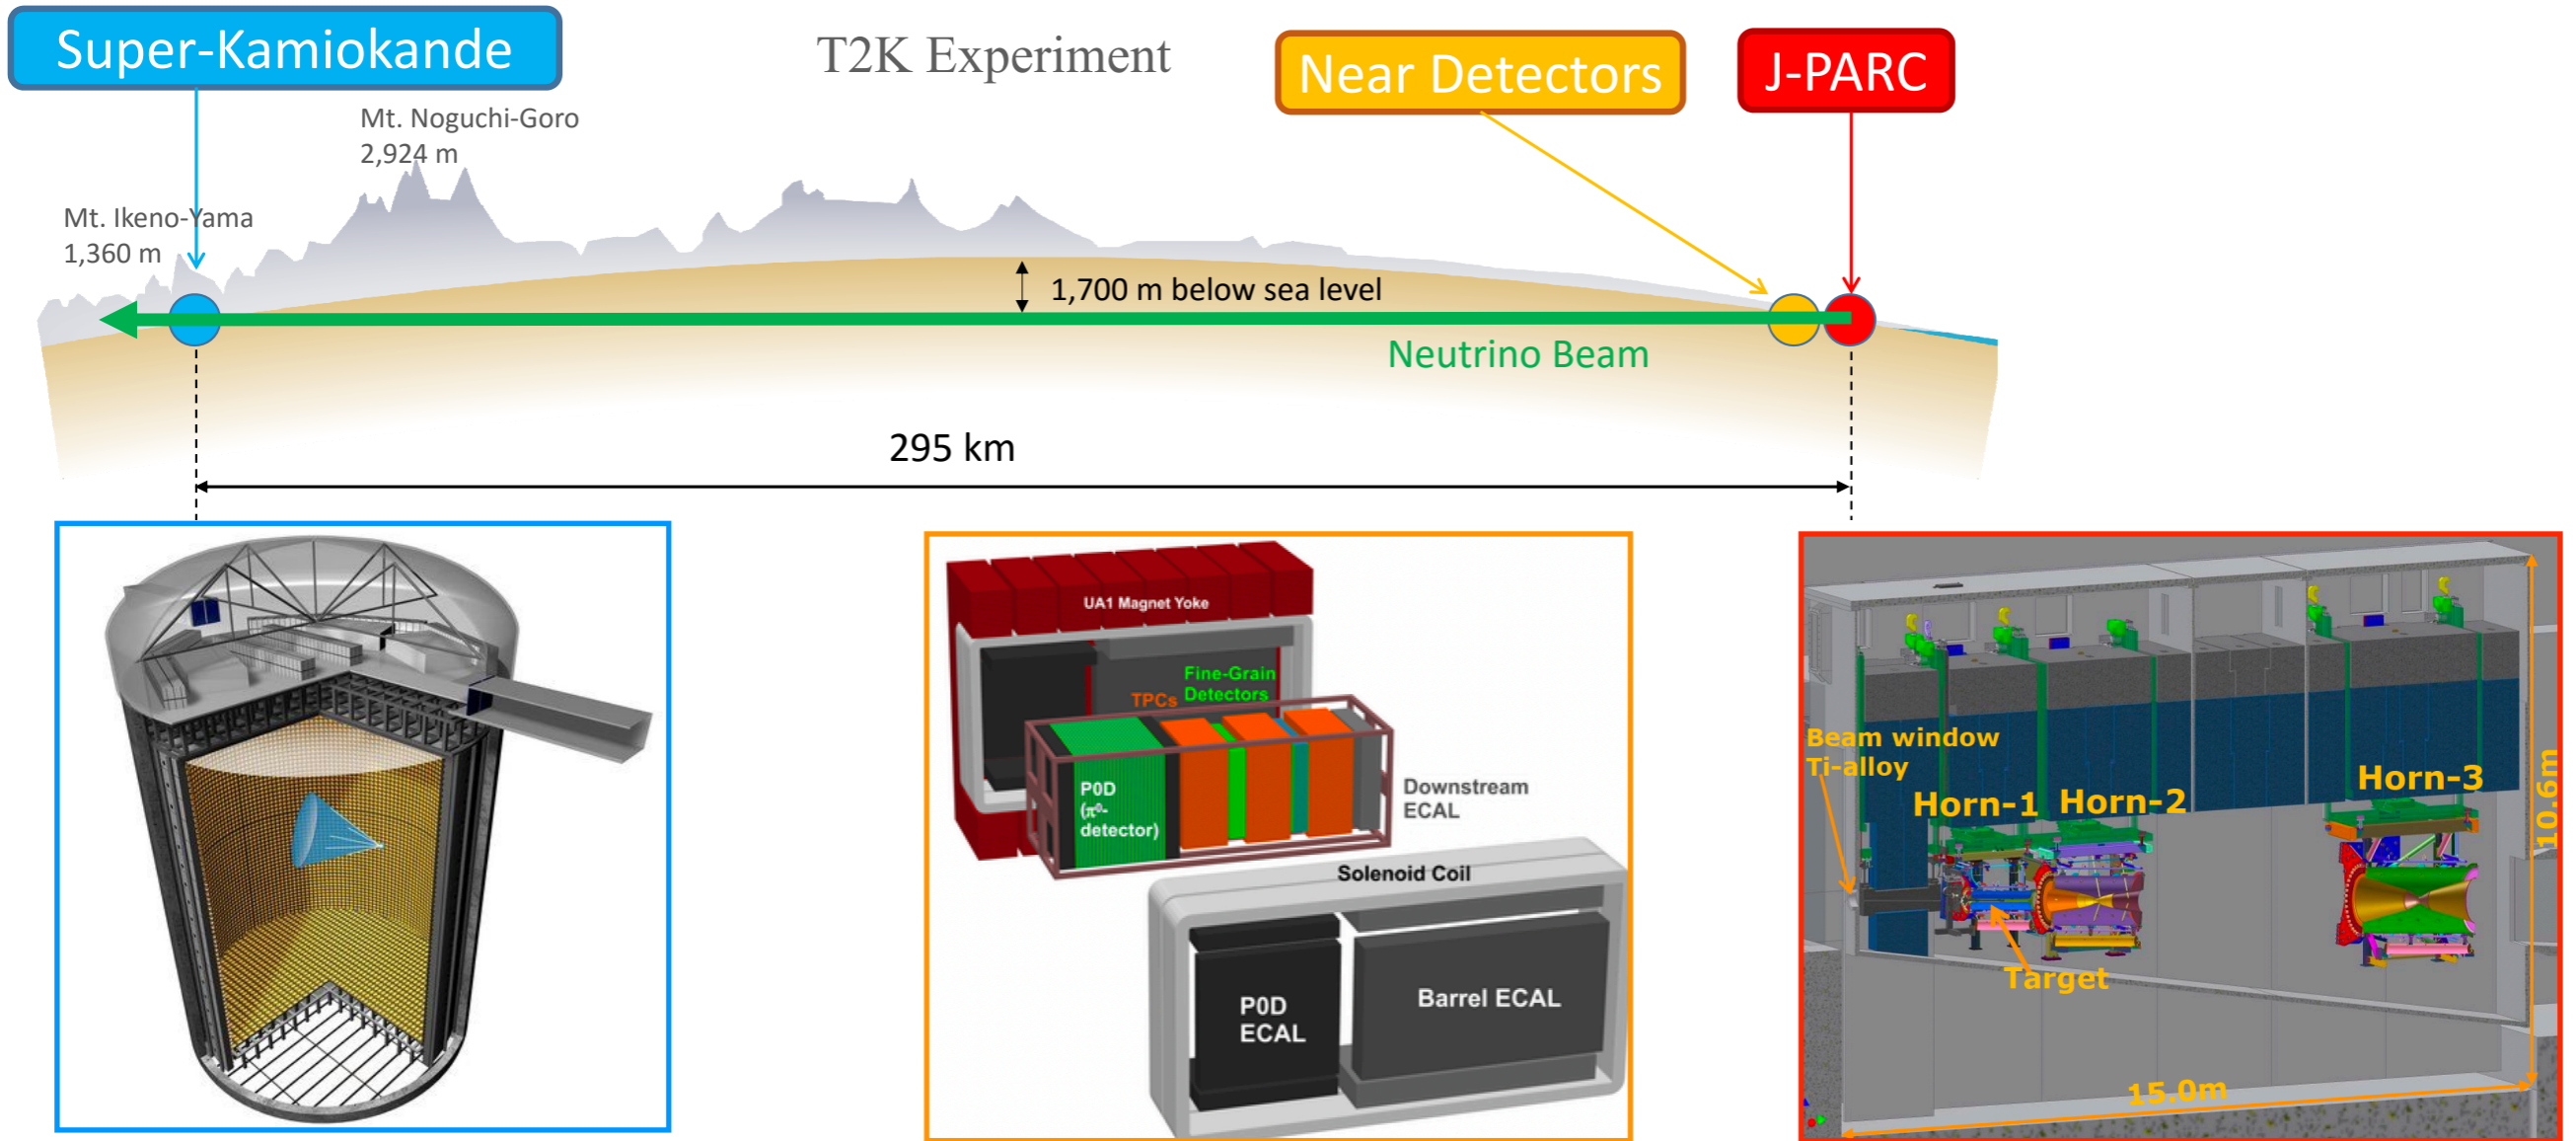 Super-Kamiokande
T2K Experiment
Near Detectors
J-PARC
Mt. Noguchi-Goro
2,924 m
Mt. Ikeno-Yama
1,360 m
1,700 m below sea level
Neutrino Beam
295 km
UA1 Magnet Yoke
Fine-Grain
TPCs Detectors
P0D
(π⁰-
detector)
Downstream
ECAL
Solenoid Coil
P0D
ECAL
Barrel ECAL
Beam window
Ti-alloy
Horn-1
Horn-2
Horn-3
10.6m
Target
15.0m